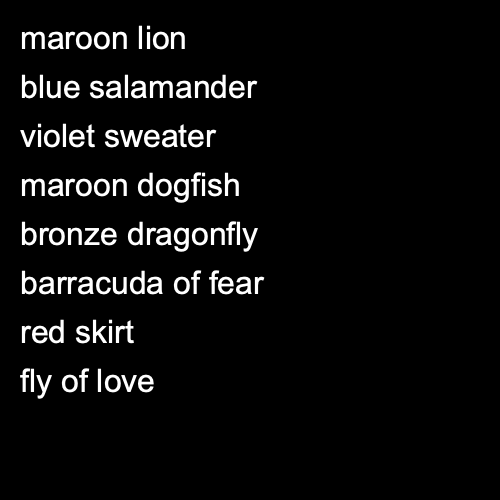 maroon lion
blue salamander
violet sweater
maroon dogfish
bronze dragonfly
barracuda of fear
red skirt
fly of love